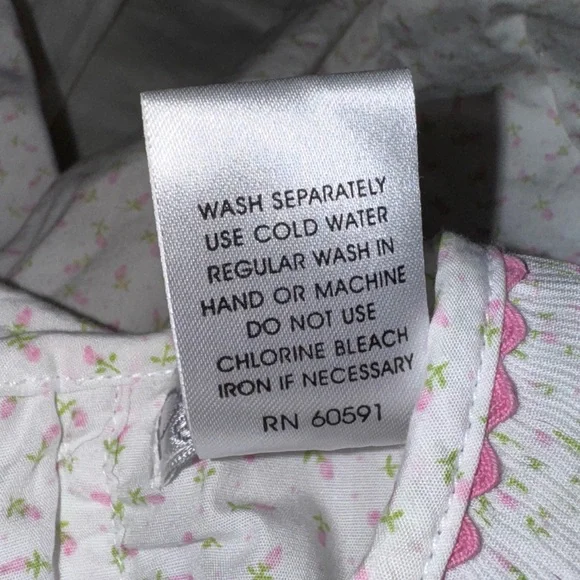 WASH SEPARATELY
USE COLD WATER
REGULAR WASH IN
HAND OR MACHINE
DO NOT USE
CHLORINE BLEACH
IRON IF NECESSARY
RN 60591